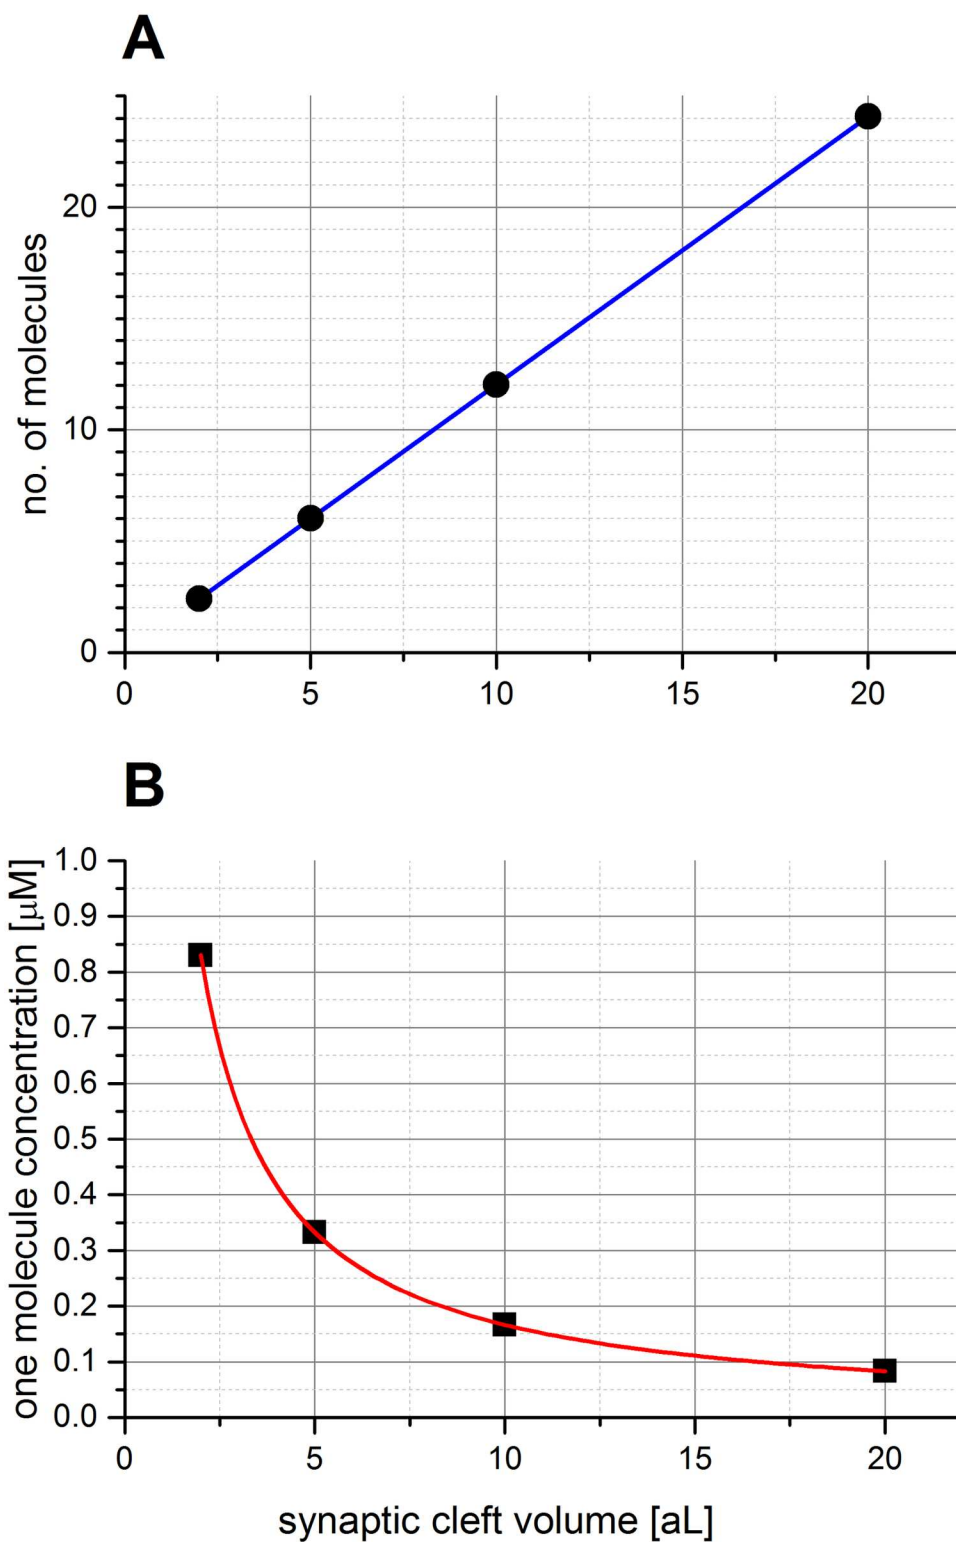 A
no. of molecules
20
10
0
0 5 10 15 20
B
one molecule concentration [μM]
1.0
0.9
0.8
0.7
0.6
0.5
0.4
0.3
0.2
0.1
0.0
0 5 10 15 20
synaptic cleft volume [aL]